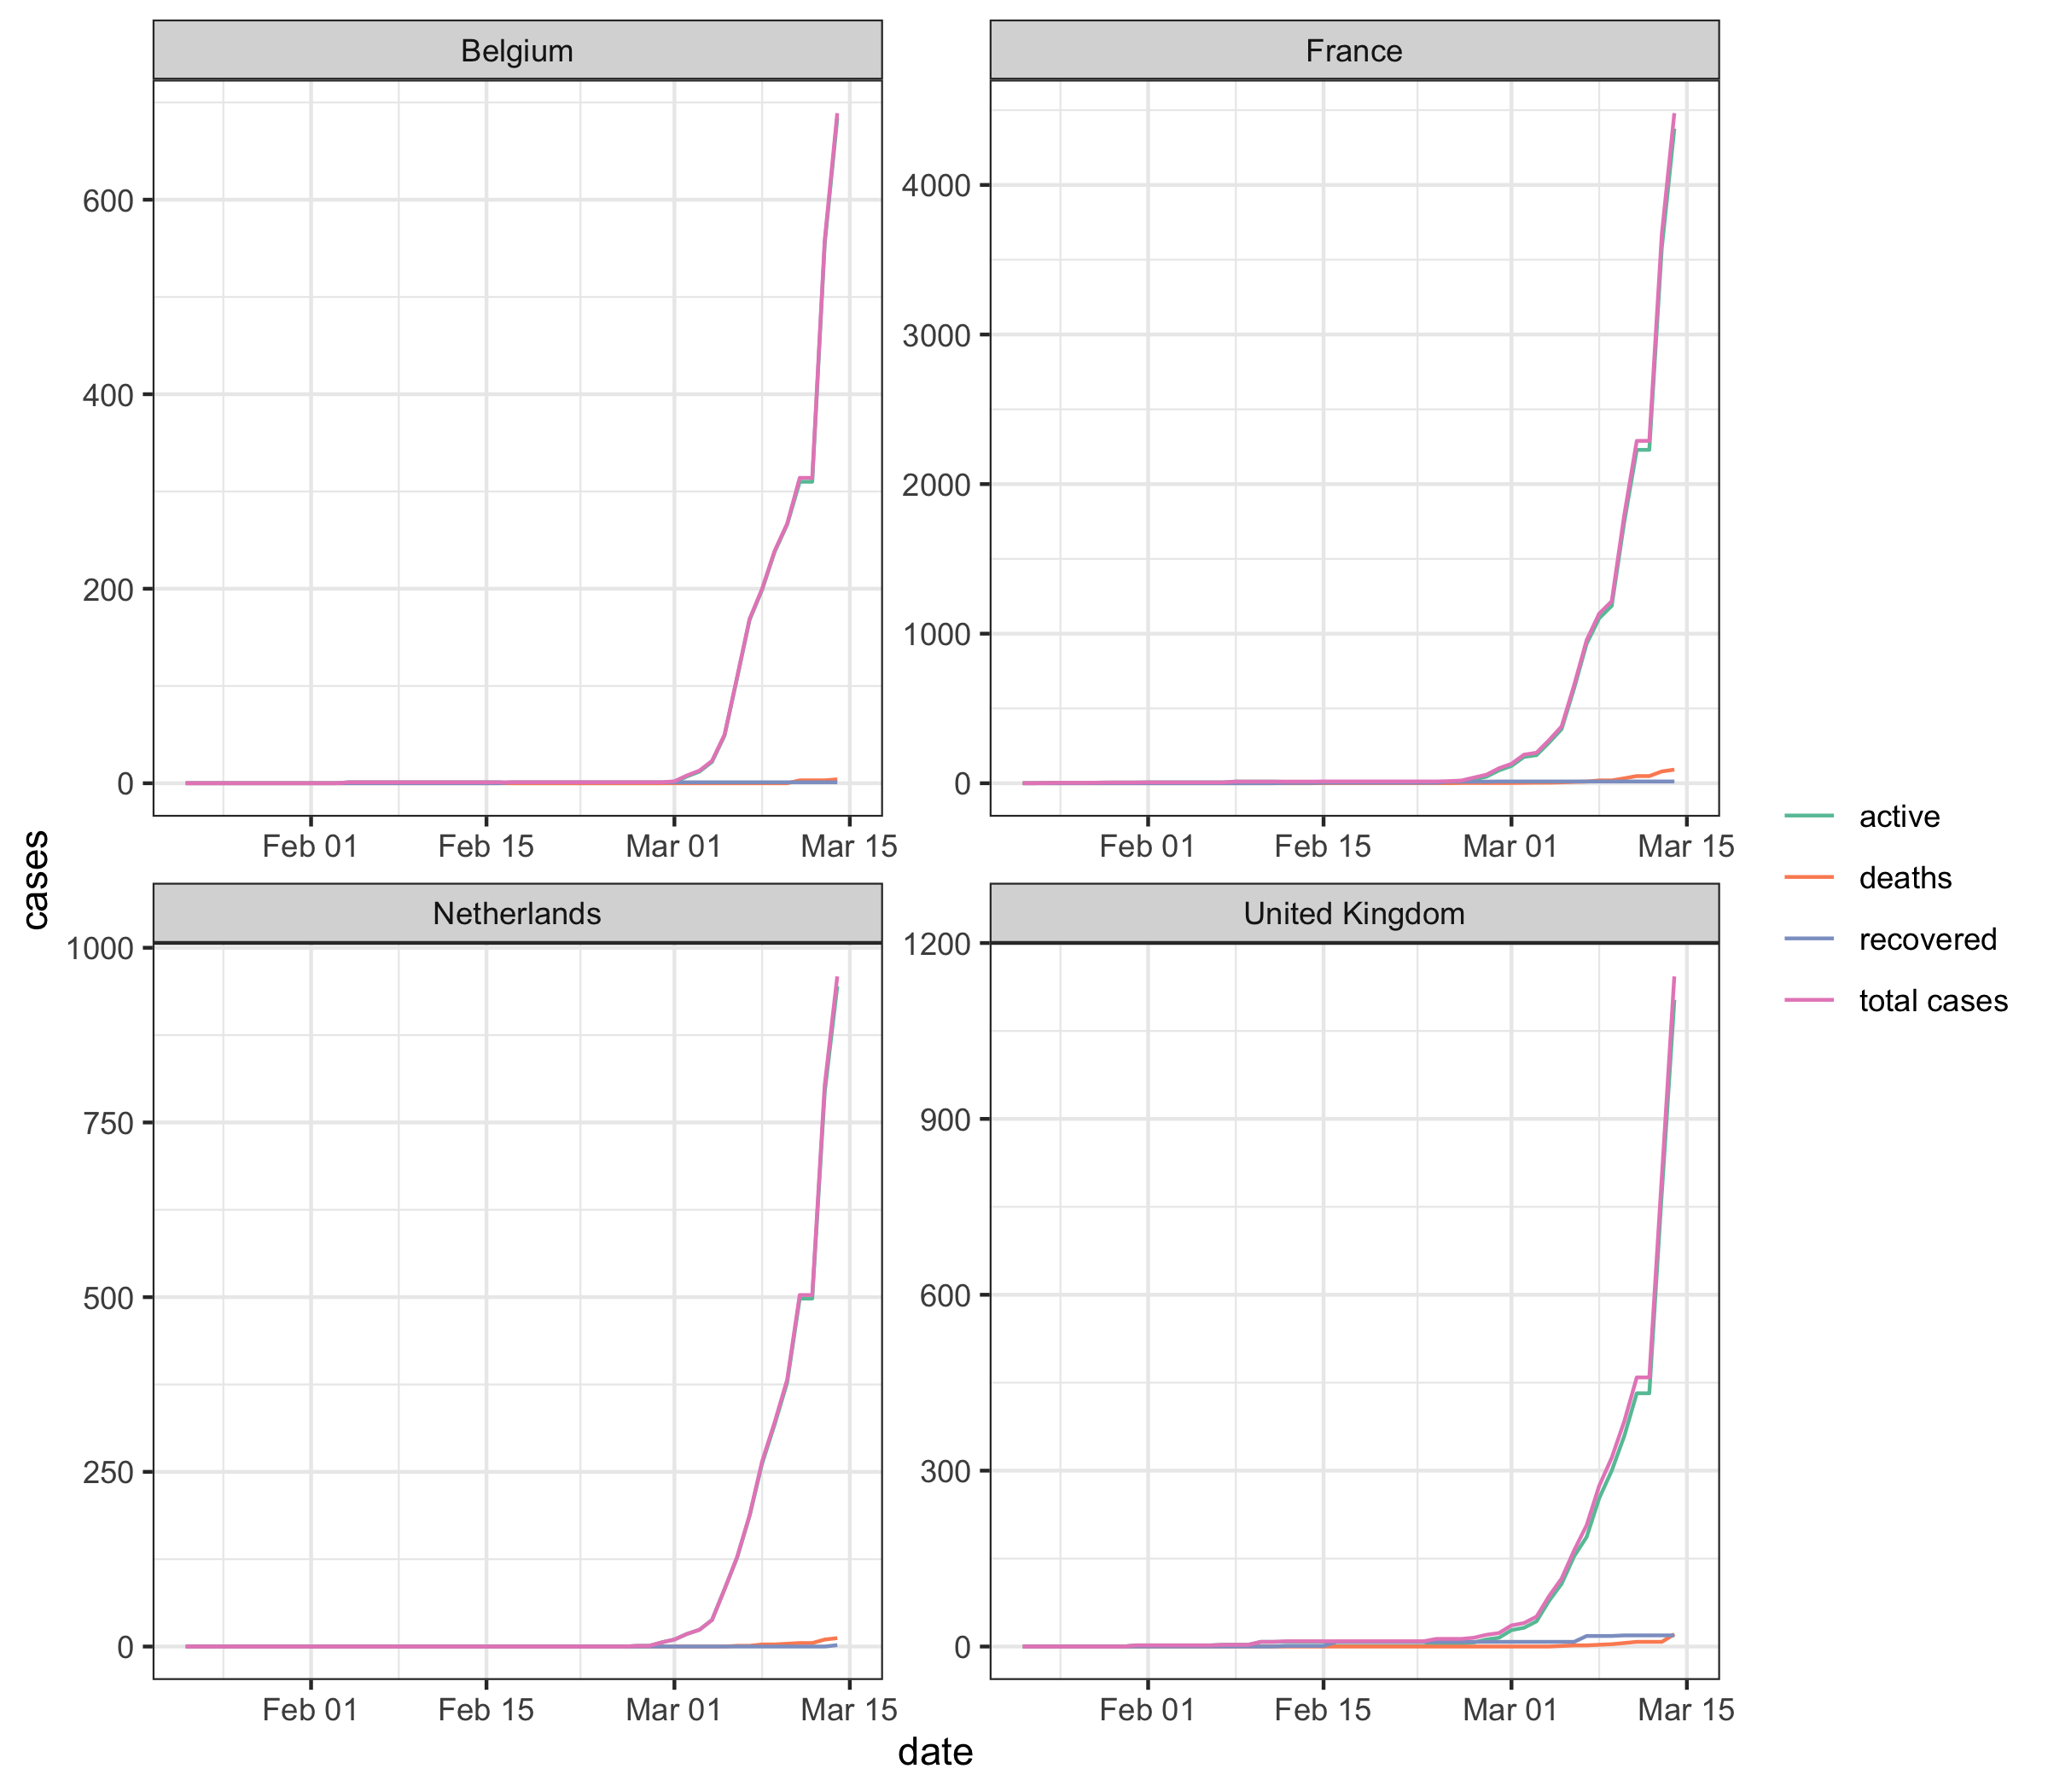 Belgium
France
600
400
200
0
4000
3000
2000
1000
0
Feb 01
Feb 15
Mar 01
Mar 15
Feb 01
Feb 15
Mar 01
Mar 15
cases
Netherlands
United Kingdom
1000
750
500
250
0
1200
900
600
300
0
Feb 01
Feb 15
Mar 01
Mar 15
Feb 01
Feb 15
Mar 01
Mar 15
date
active
deaths
recovered
total cases